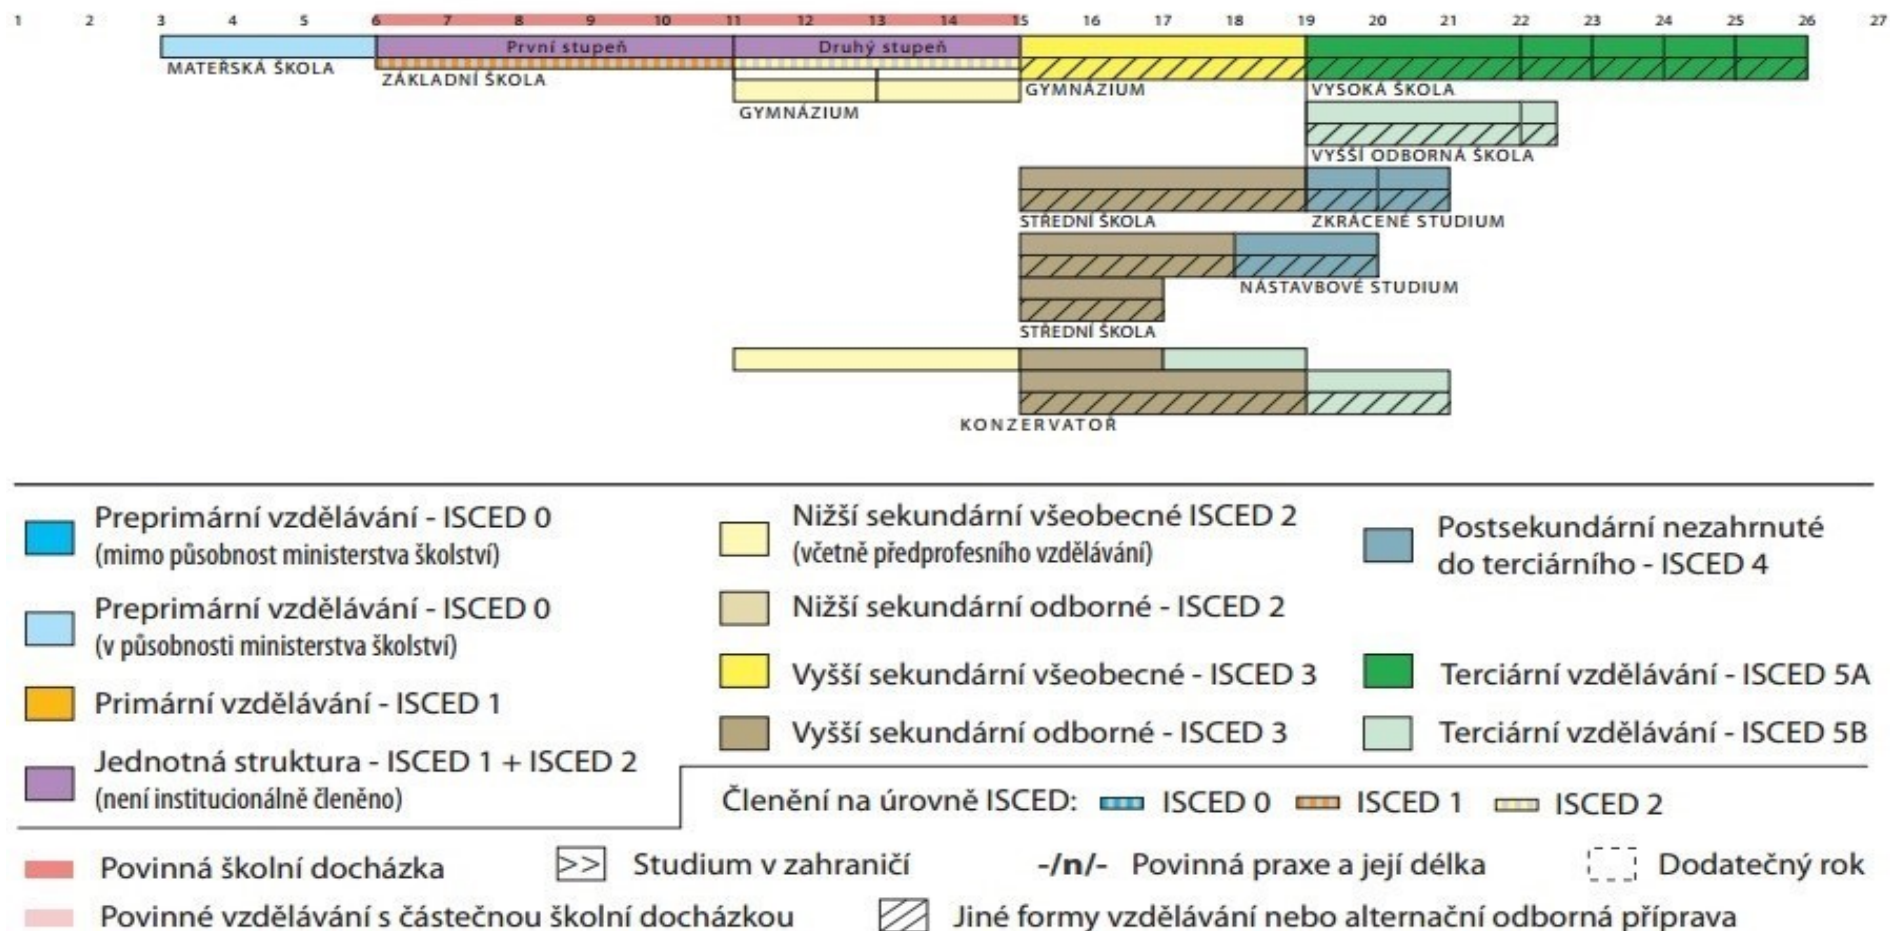 1 2 3 4 5 6 7 8 9 10 11 12 13 14 15 16 17 18 19 20 21 22 23 24 25 26 27
První stupeň Druhý stupeň
MATEŘSKÁ ŠKOLA ZÁKLADNÍ ŠKOLA GYMNÁZIUM VYSOKÁ ŠKOLA
GYMNÁZIUM
VYŠŠÍ ODBORNÁ ŠKOLA
STŘEDNÍ ŠKOLA ZKRÁCENÉ STUDIUM
NÁSTAVBOVÉ STUDIUM
STŘEDNÍ ŠKOLA
KONZERVATOŘ
Preprimární vzdělávání - ISCED 0
(mimo působnost ministerstva školství)
Preprimární vzdělávání - ISCED 0
(v působnosti ministerstva školství)
Primární vzdělávání - ISCED 1
Jednotná struktura - ISCED 1 + ISCED 2
(není institucionálně členěno)
Nižší sekundární všeobecné ISCED 2
(včetně předprofesního vzdělávání)
Nižší sekundární odborné - ISCED 2
Vyšší sekundární všeobecné - ISCED 3
Vyšší sekundární odborné - ISCED 3
Postsekundární nezahrnuté
do terciárního - ISCED 4
Terciární vzdělávání - ISCED 5A
Terciární vzdělávání - ISCED 5B
Členění na úrovně ISCED: ISCED 0 ISCED 1 ISCED 2
Povinná školní docházka >> Studium v zahraničí -/n/- Povinná praxe a její délka Dodatečný rok
Povinné vzdělávání s částečnou školní docházkou Jiné formy vzdělávání nebo alternační odborná příprava